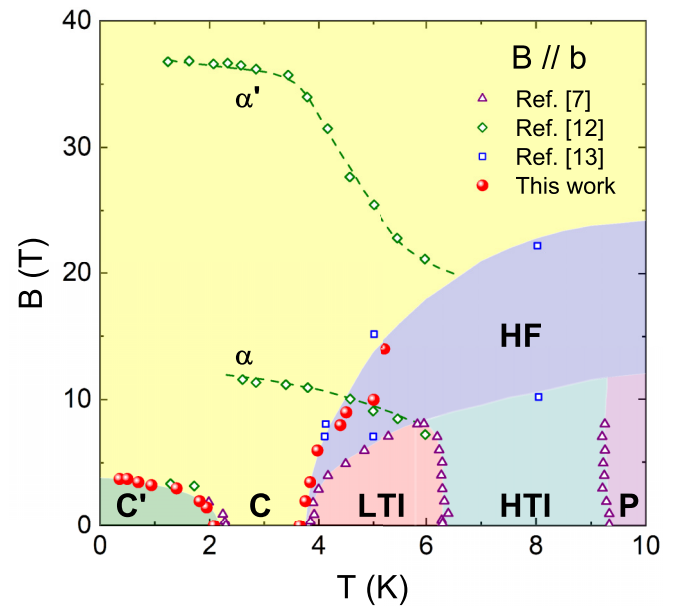 40
30
20
10
0
B (T)
B // b
Ref. [7]
Ref. [12]
Ref. [13]
This work
α'
α
HF
C'
C
LTI
HTI
P
0 2 4 6 8 10
T (K)